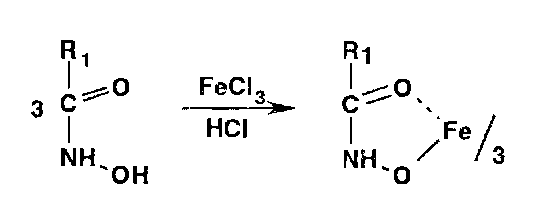 R1
3 C O
NH OH
FeCl3
HCl
R1
C O
Fe/3
NH O